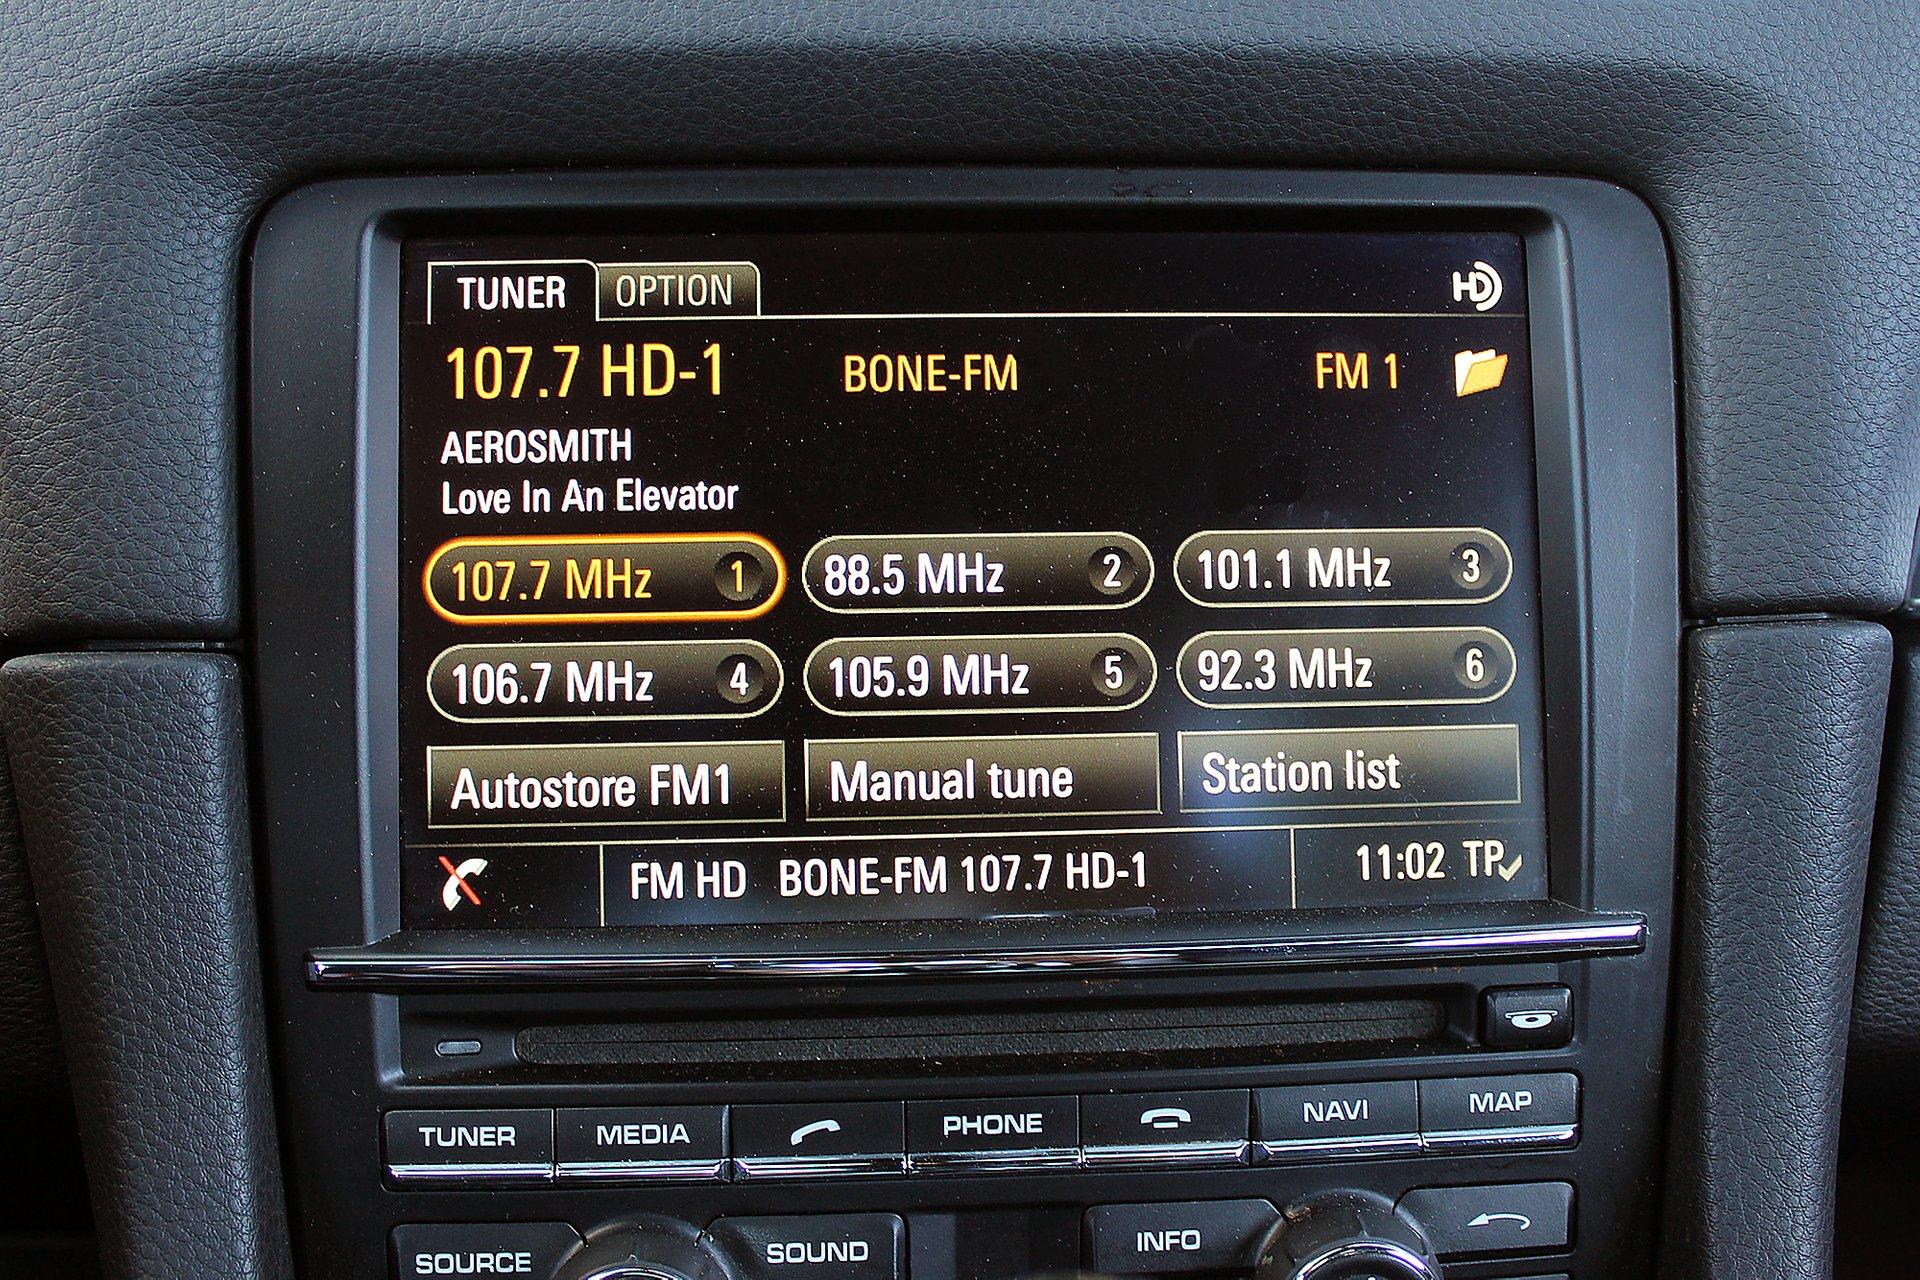 TUNER OPTION HD
107.7 HD-1 BONE-FM FM 1
AEROSMITH
Love In An Elevator
107.7 MHz 1 88.5 MHz 2 101.1 MHz 3
106.7 MHz 4 105.9 MHz 5 92.3 MHz 6
Autostore FM1 Manual tune Station list
FM HD BONE-FM 107.7 HD-1 11:02 TP
TUNER MEDIA PHONE NAVI MAP
SOURCE SOUND INFO